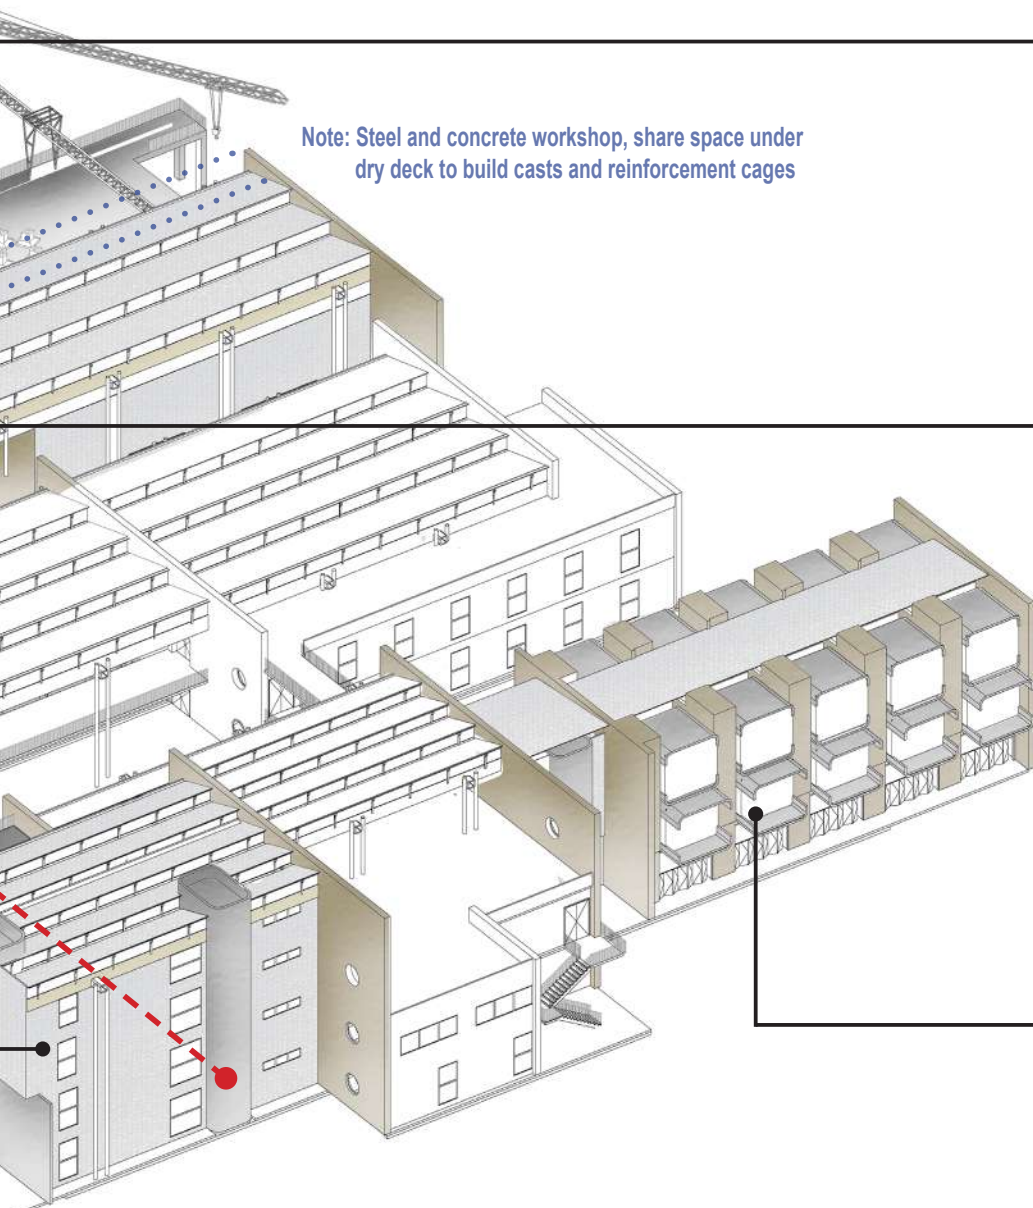 Note: Steel and concrete workshop, share space under
dry deck to build casts and reinforcement cages